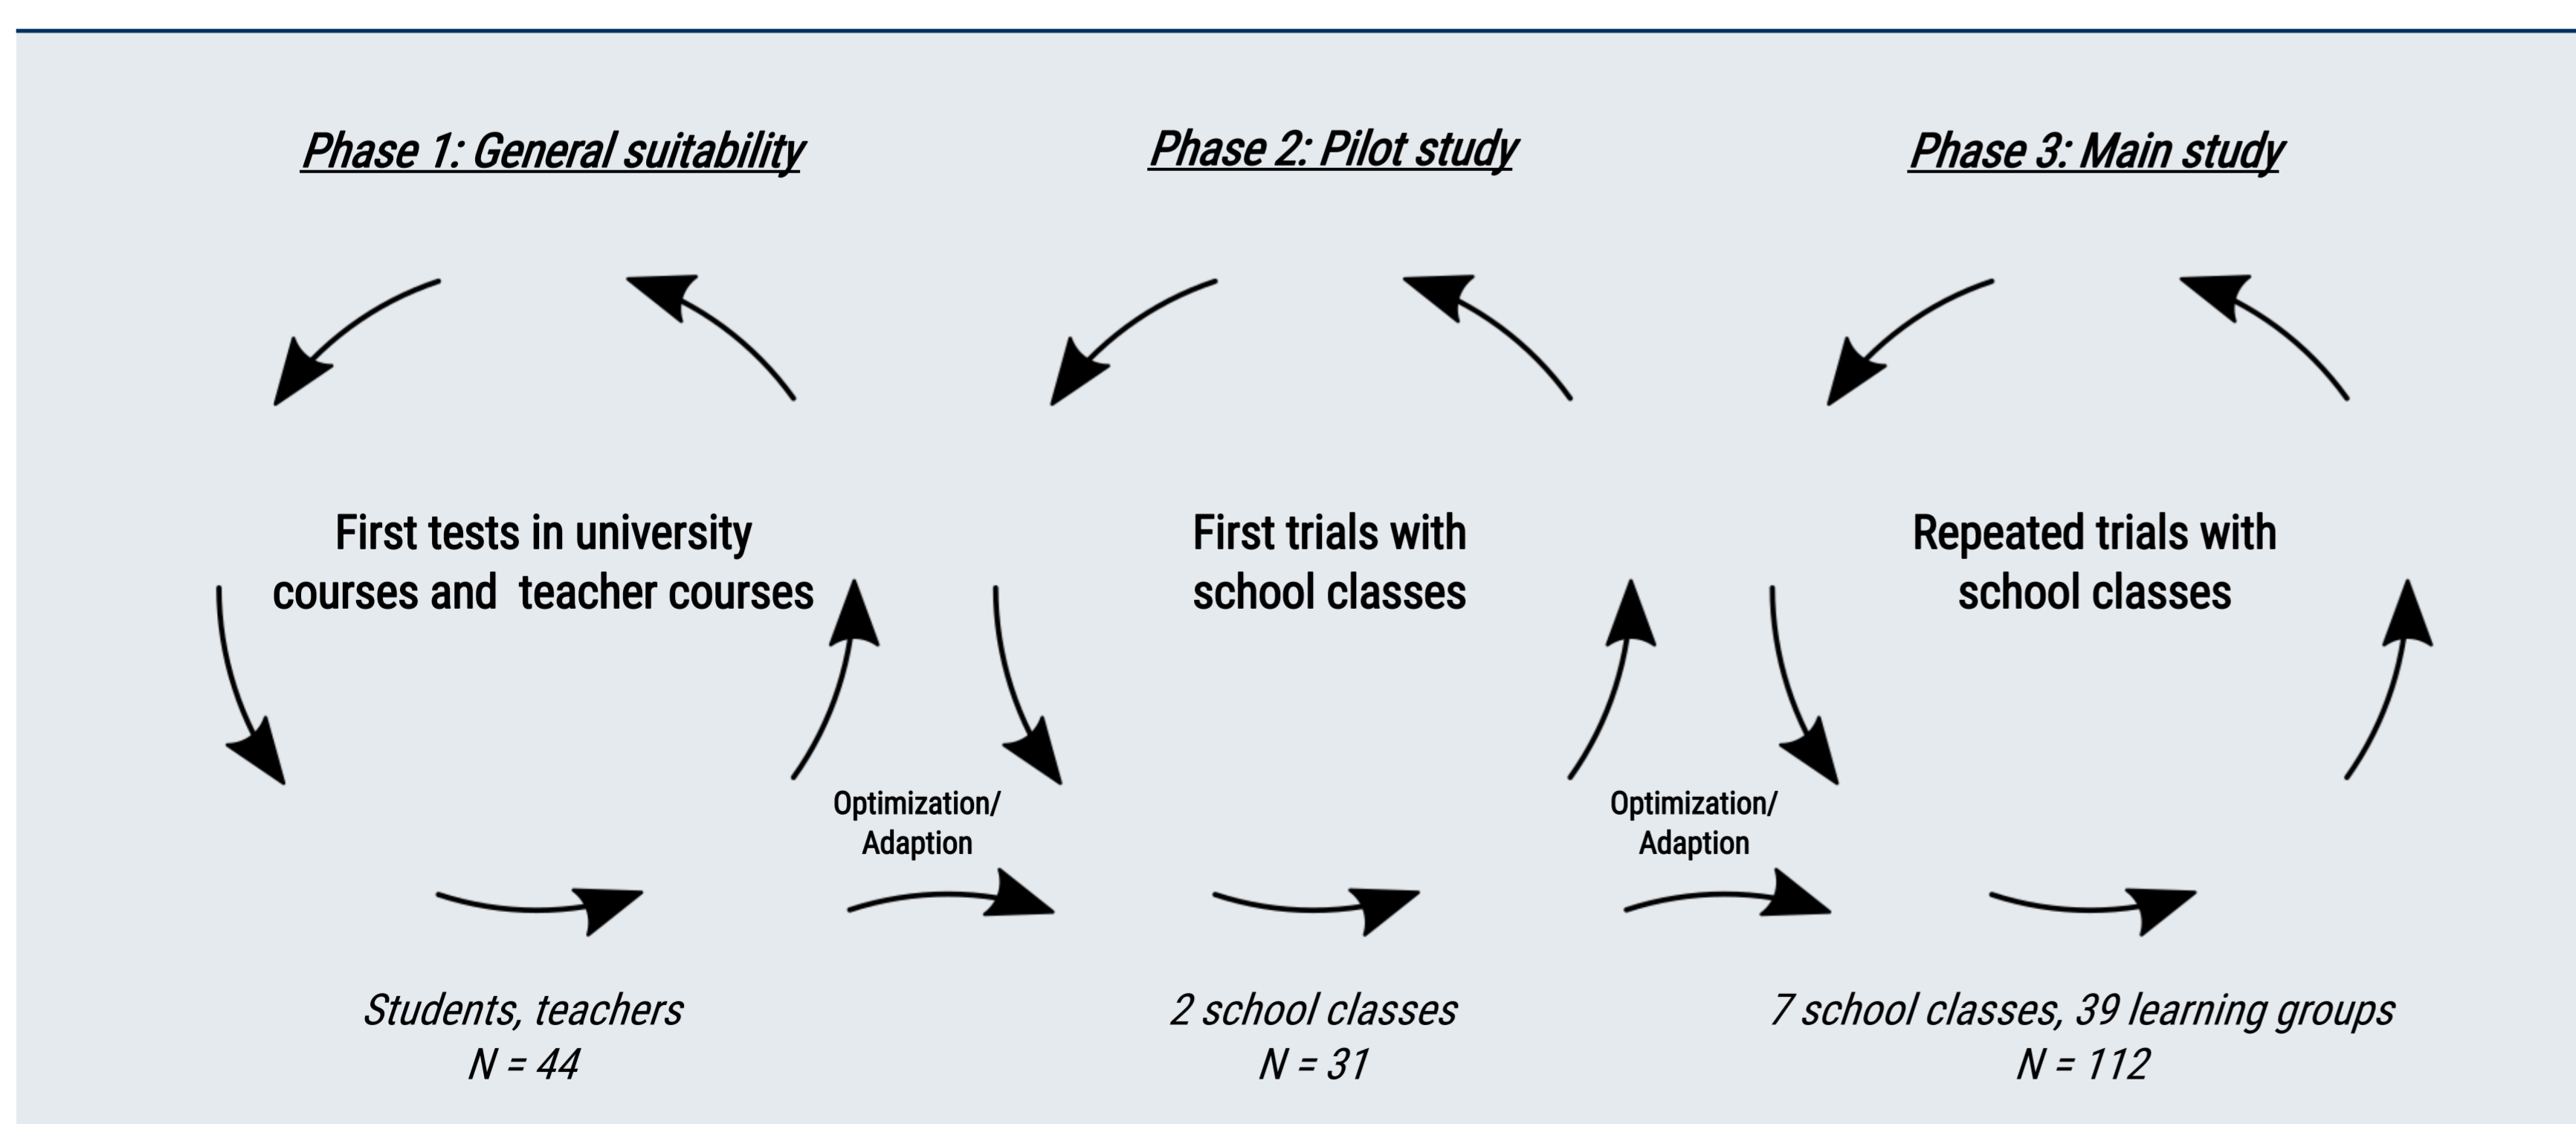 Phase 1: General suitability
First tests in university
courses and  teacher courses
Students, teachers
N = 44
Optimization/
Adaption
Phase 2: Pilot study
First trials with
school classes
2 school classes
N = 31
Optimization/
Adaption
Phase 3: Main study
Repeated trials with
school classes
7 school classes, 39 learning groups
N = 112